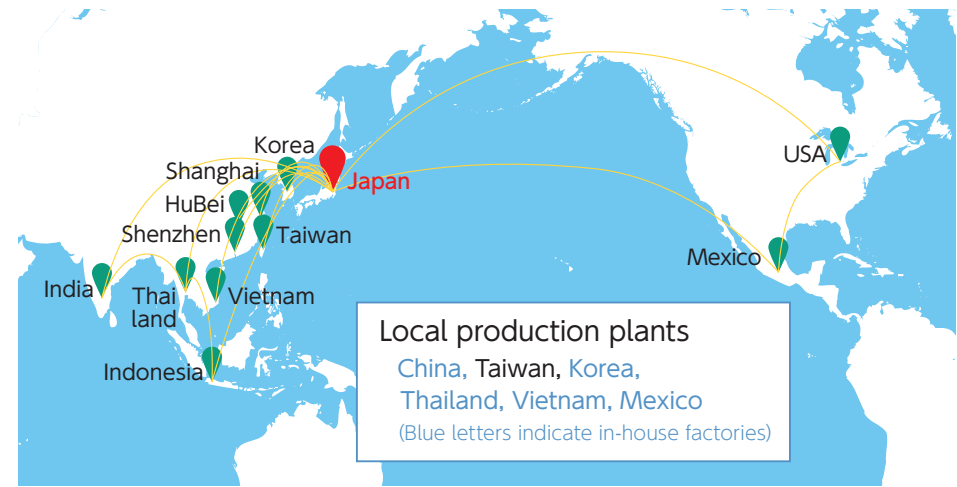 Korea
USA
Shanghai
Japan
HuBei
Shenzhen
Taiwan
Mexico
India
Thai
land
Vietnam
Indonesia
Local production plants
China, Taiwan, Korea,
Thailand, Vietnam, Mexico
(Blue letters indicate in-house factories)